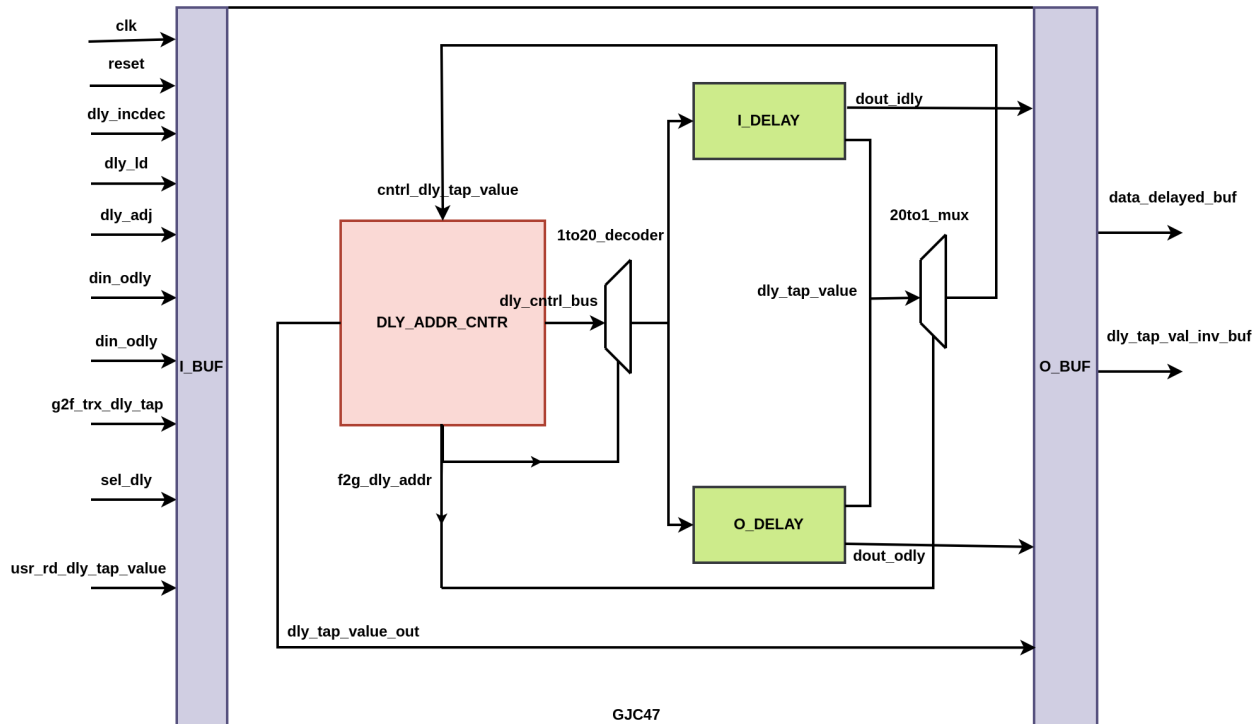 clk
reset
dly_incdec
dly_ld
dly_adj
din_odly
din_odly
g2f_trx_dly_tap
sel_dly
usr_rd_dly_tap_value
I_BUF
cntrl_dly_tap_value
DLY_ADDR_CNTR
dly_cntrl_bus
1to20_decoder
f2g_dly_addr
dly_tap_value_out
I_DELAY
dout_idly
20to1_mux
dly_tap_value
O_DELAY
dout_odly
O_BUF
data_delayed_buf
dly_tap_val_inv_buf
GJC47